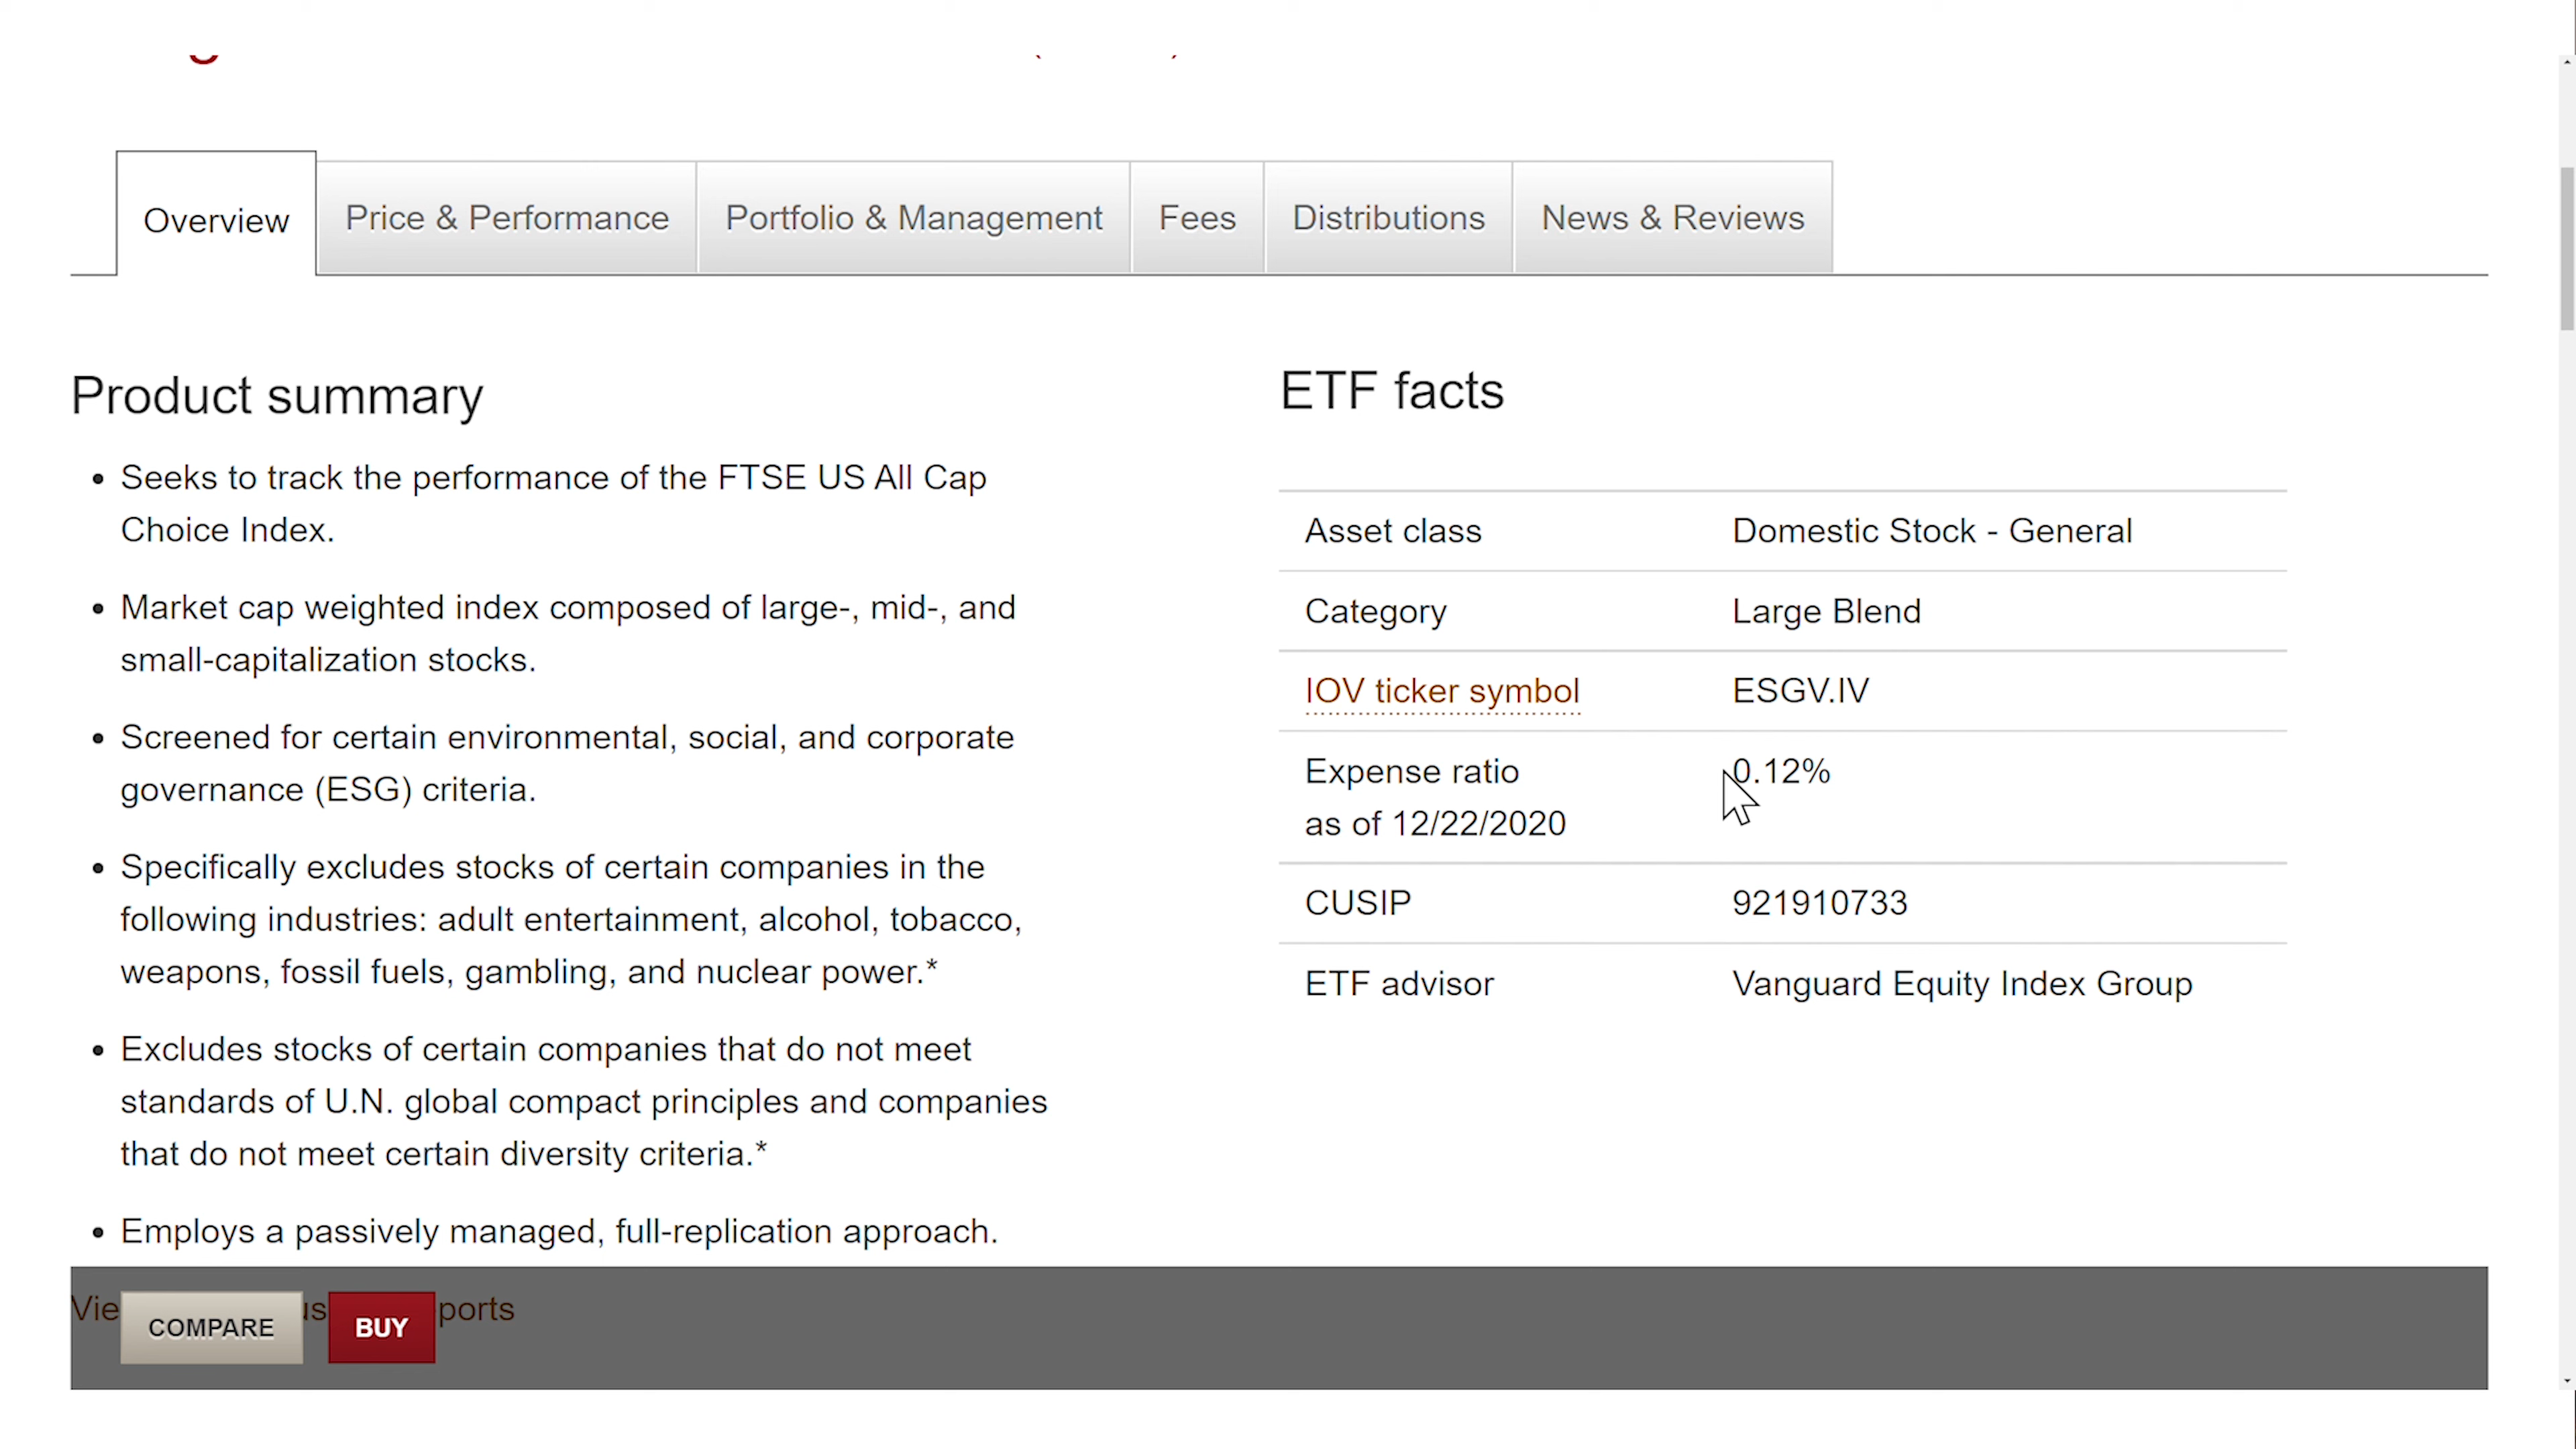 Overview
Price & Performance
Portfolio & Management
Fees
Distributions
News & Reviews
Product summary
• Seeks to track the performance of the FTSE US All Cap
Choice Index.
• Market cap weighted index composed of large-, mid-, and
small-capitalization stocks.
• Screened for certain environmental, social, and corporate
governance (ESG) criteria.
• Specifically excludes stocks of certain companies in the
following industries: adult entertainment, alcohol, tobacco,
weapons, fossil fuels, gambling, and nuclear power.*
• Excludes stocks of certain companies that do not meet
standards of U.N. global compact principles and companies
that do not meet certain diversity criteria.*
• Employs a passively managed, full-replication approach.
ETF facts
Asset class Domestic Stock - General
Category Large Blend
IOV ticker symbol ESGV.IV
Expense ratio 0.12%
as of 12/22/2020
CUSIP 921910733
ETF advisor Vanguard Equity Index Group
COMPARE
BUY